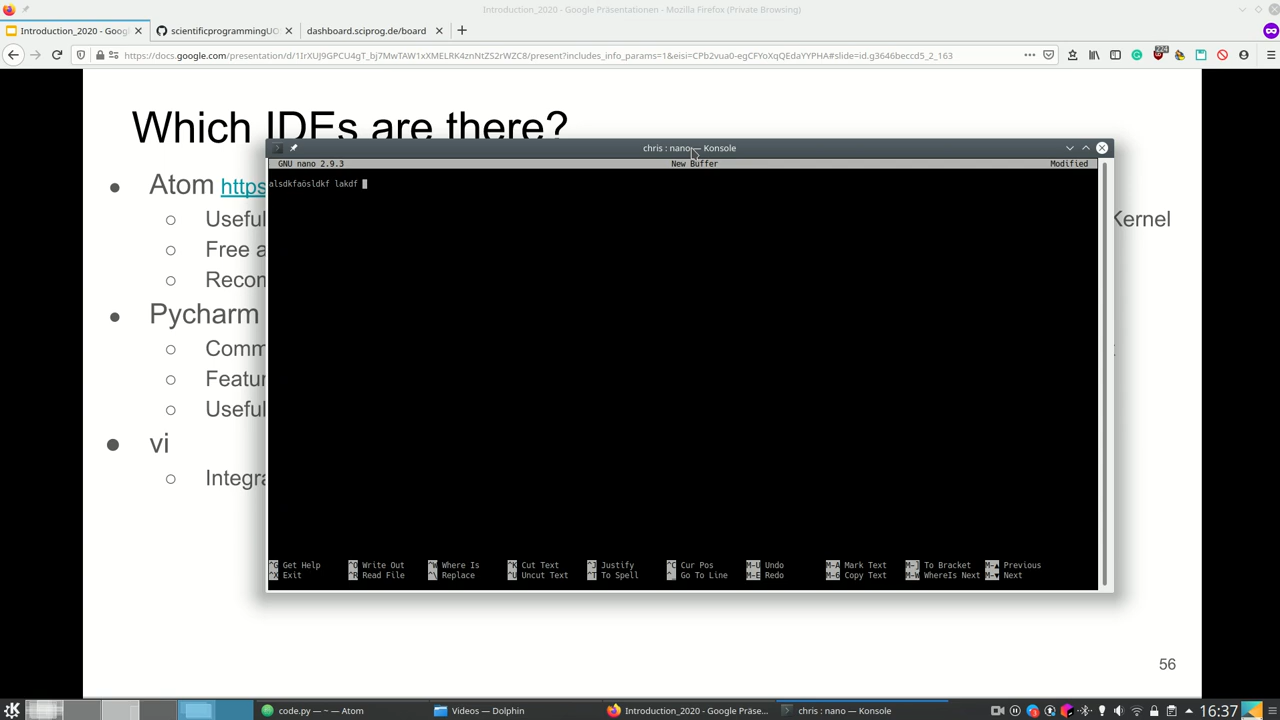 Introduction_2020 - Google Präsentationen - Mozilla Firefox (Private Browsing)
Introduction_2020 - Goog
scientificprogrammingUO
dashboard.sciprog.de/board
https://docs.google.com/presentation/d/1IrXUJ9GPCU4gT_bj7MwTAW1xXMELRK4znNtZS2rWZC8/present?includes_info_params=1&eisi=CPb2vua0-egCFYoXqQEdaYYPHA#slide=id.g3646beccd5_2_163
Which IDEs are there?
chris : nano — Konsole
GNU nano 2.9.3 New Buffer Modified
alsdkfaösldkf lakdf
Atom https
Useful Kernel
Free a
Recom
Pycharm
Comm
Featur
Useful
vi
Integra
^G Get Help ^O Write Out ^W Where Is ^K Cut Text ^J Justify ^C Cur Pos M-U Undo M-A Mark Text M-] To Bracket M-▲ Previous
^X Exit ^R Read File ^\ Replace ^U Uncut Text ^T To Spell ^_ Go To Line M-E Redo M-6 Copy Text M-W WhereIs Next M-▼ Next
56
code.py — ~ — Atom
Videos — Dolphin
Introduction_2020 - Google Präse...
chris : nano — Konsole
16:37